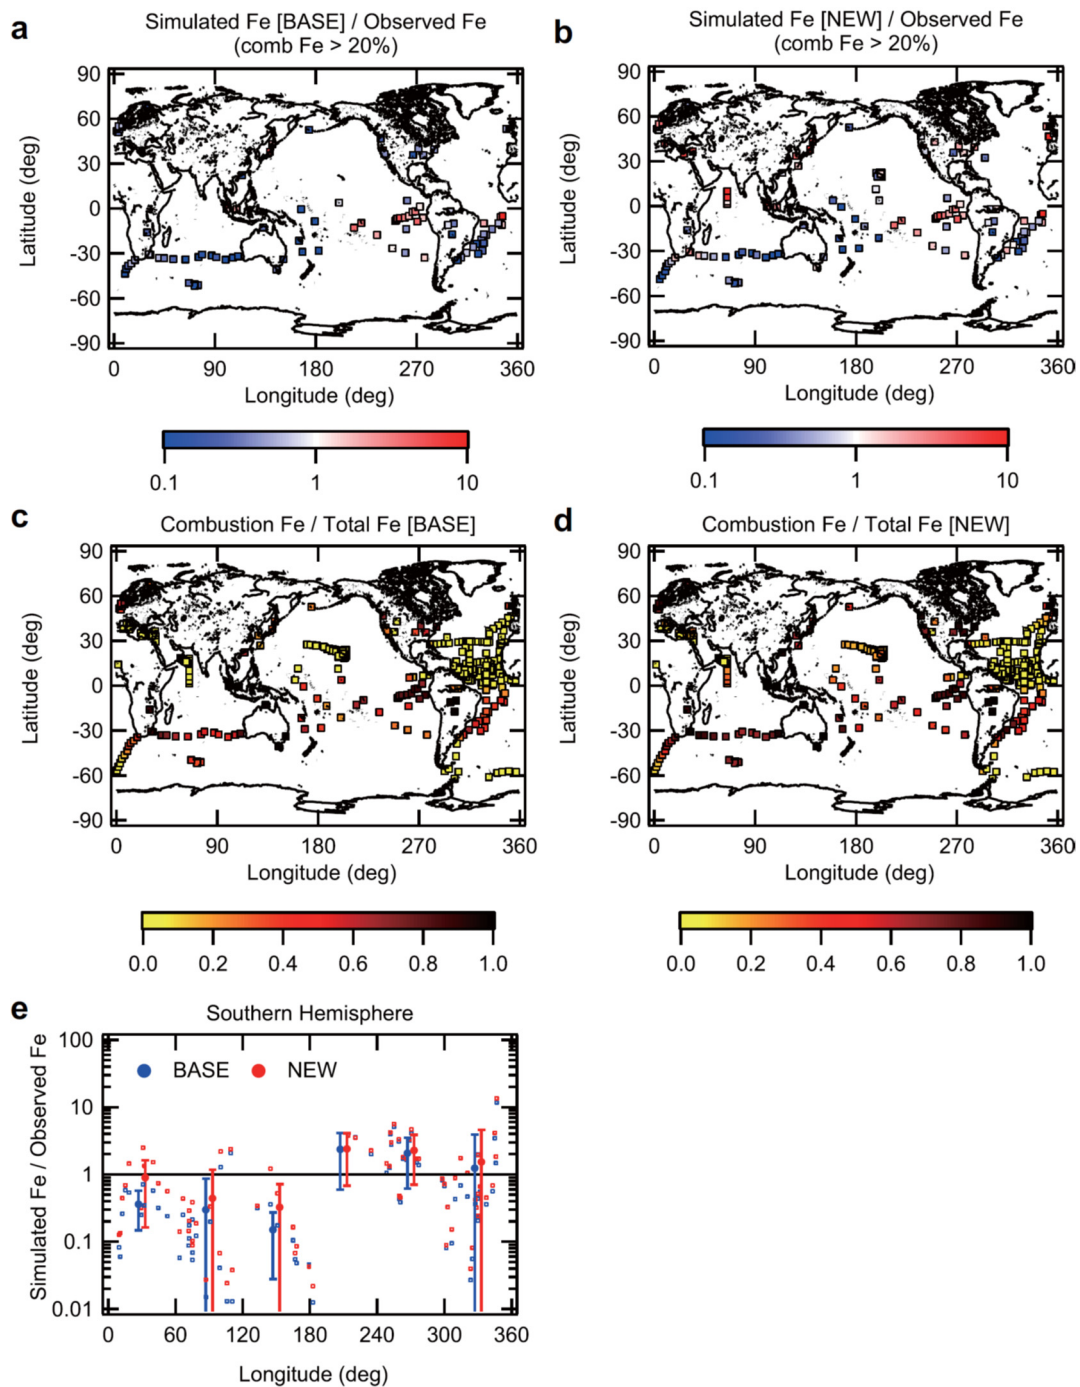 a
Simulated Fe [BASE] / Observed Fe
(comb Fe > 20%)
90
60
30
0
-30
-60
-90
Latitude (deg)
0 90 180 270 360
Longitude (deg)
0.1 1 10
b
Simulated Fe [NEW] / Observed Fe
(comb Fe > 20%)
90
60
30
0
-30
-60
-90
Latitude (deg)
0 90 180 270 360
Longitude (deg)
0.1 1 10
c
Combustion Fe / Total Fe [BASE]
90
60
30
0
-30
-60
-90
Latitude (deg)
0 90 180 270 360
Longitude (deg)
0.0 0.2 0.4 0.6 0.8 1.0
d
Combustion Fe / Total Fe [NEW]
90
60
30
0
-30
-60
-90
Latitude (deg)
0 90 180 270 360
Longitude (deg)
0.0 0.2 0.4 0.6 0.8 1.0
e
Southern Hemisphere
BASE NEW
100
10
1
0.1
0.01
Simulated Fe / Observed Fe
0 60 120 180 240 300 360
Longitude (deg)